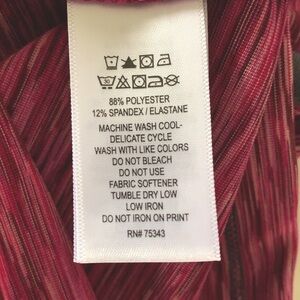 88% POLYESTER
12% SPANDEX / ELASTANE
MACHINE WASH COOL-
DELICATE CYCLE
WASH WITH LIKE COLORS
DO NOT BLEACH
DO NOT USE
FABRIC SOFTENER
TUMBLE DRY LOW
LOW IRON
DO NOT IRON ON PRINT
RN# 75343